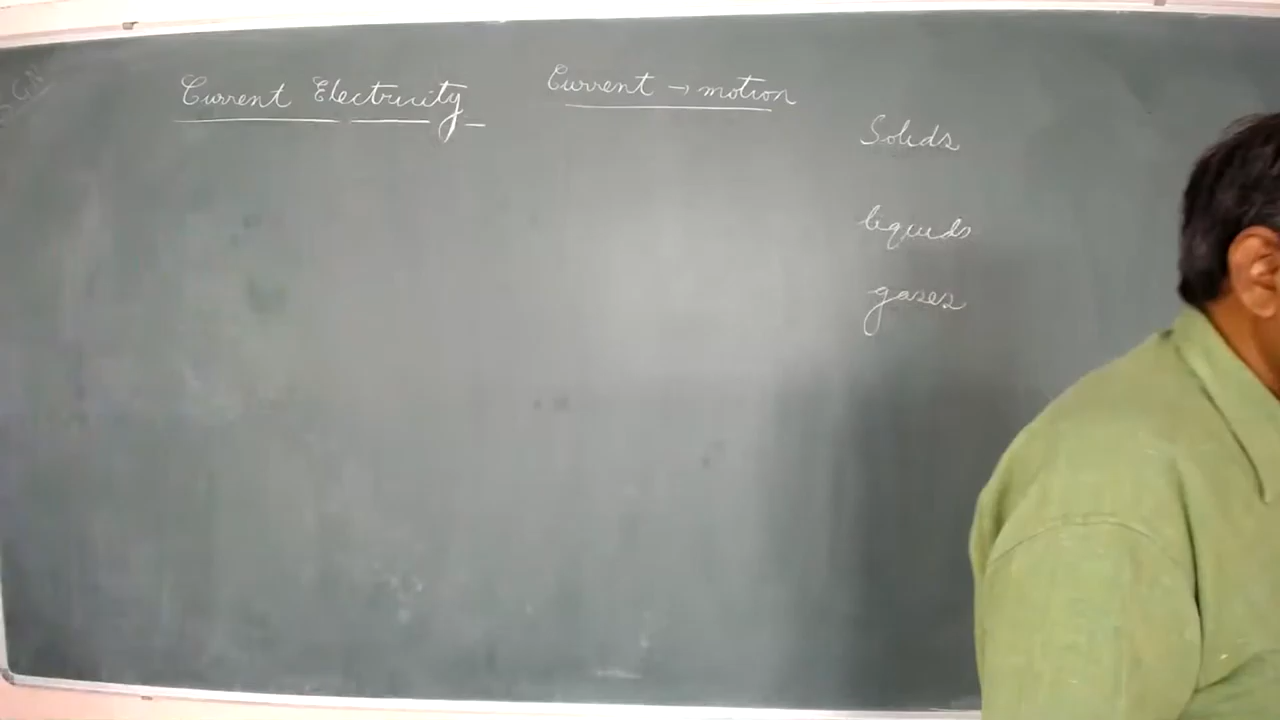 Current Electricity
Current → motion
Solids
liquids
gases